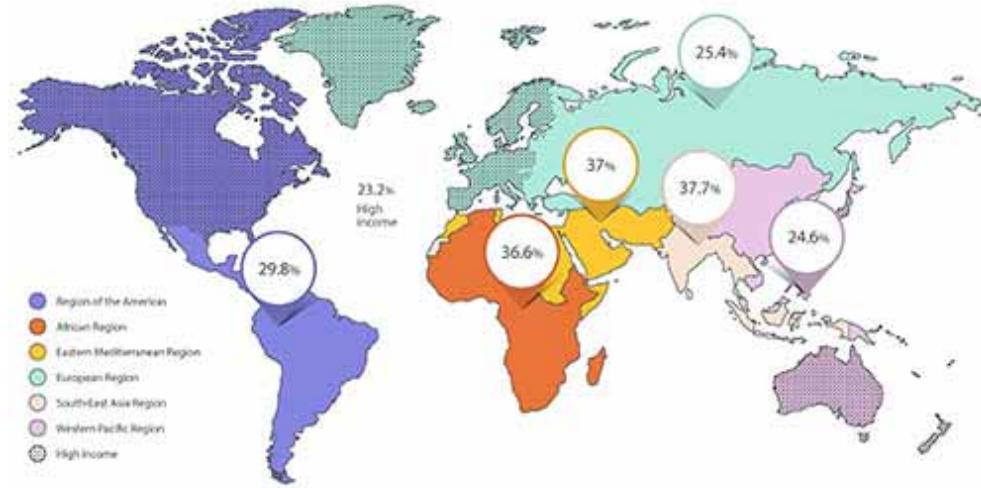 25.4%
37%
37.7%
23.2%
High
income
24.6%
36.6%
29.8%
Region of the Americas
African Region
Eastern Mediterranean Region
European Region
South-East Asia Region
Western Pacific Region
High Income